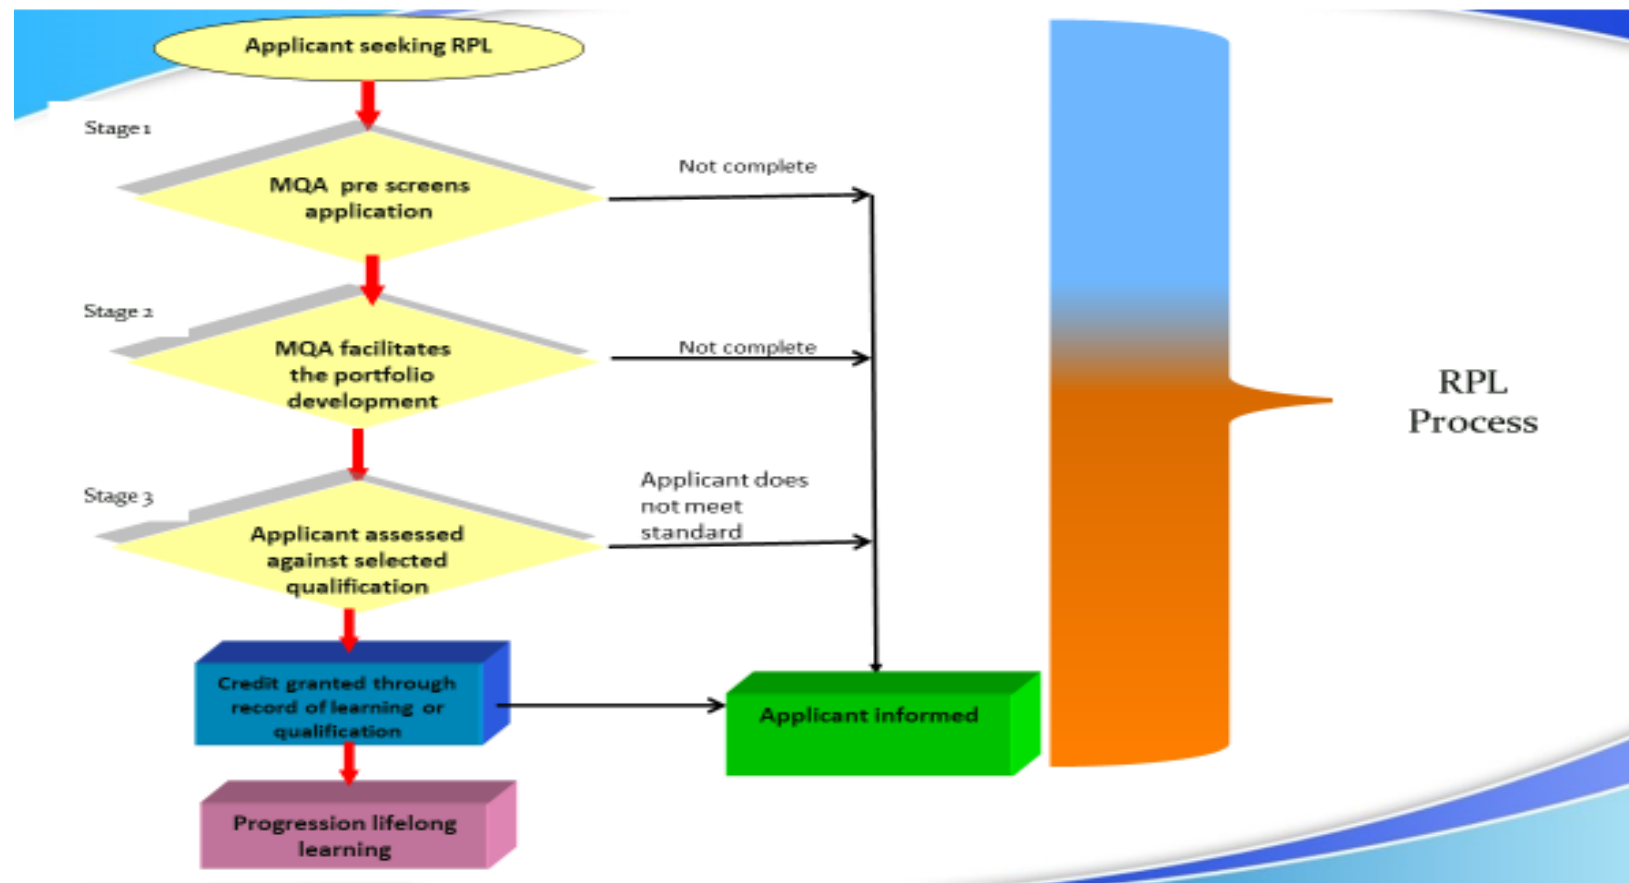 Applicant seeking RPL
Stage 1
MQA pre screens
application
Not complete
Stage 2
MQA facilitates
the portfolio
development
Not complete
Stage 3
Applicant assessed
against selected
qualification
Applicant does
not meet
standard
Credit granted through
record of learning or
qualification
Applicant informed
Progression lifelong
learning
RPL
Process